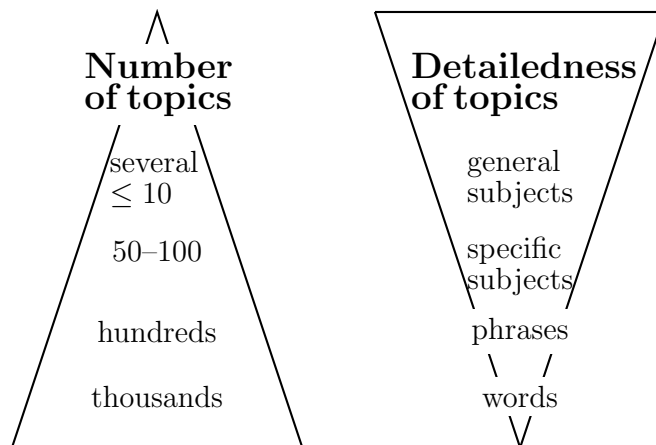 Number
of topics
several
≤ 10
50–100
hundreds
thousands
Detailedness
of topics
general
subjects
specific
subjects
phrases
words